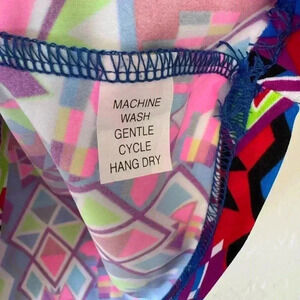 MACHINE
WASH
GENTLE
CYCLE
HANG DRY